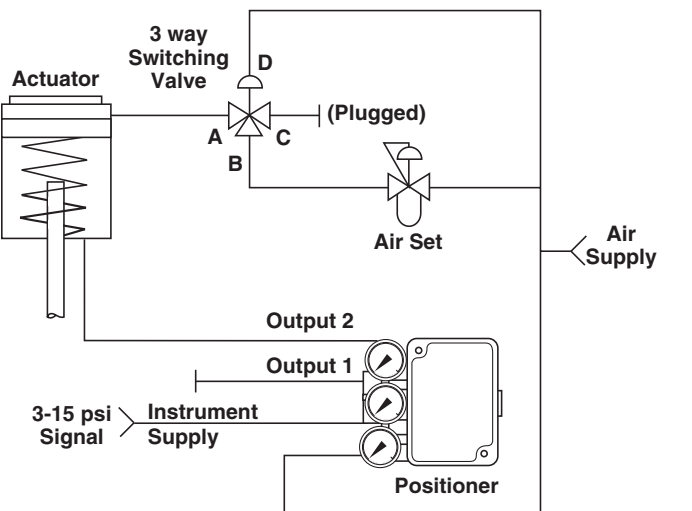 3 way
Switching
Valve
Actuator
D
A
C
(Plugged)
B
Air Set
Air
Supply
Output 2
Output 1
3-15 psi
Signal
Instrument
Supply
Positioner